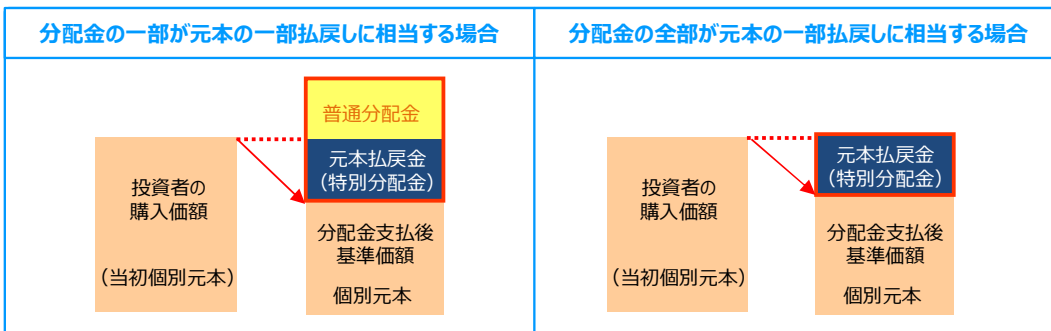 分配金の一部が元本の一部払戻しに相当する場合
普通分配金
元本払戻金
（特別分配金）
投資者の
購入価額
（当初個別元本）
分配金支払後
基準価額
個別元本
分配金の全部が元本の一部払戻しに相当する場合
元本払戻金
（特別分配金）
投資者の
購入価額
（当初個別元本）
分配金支払後
基準価額
個別元本